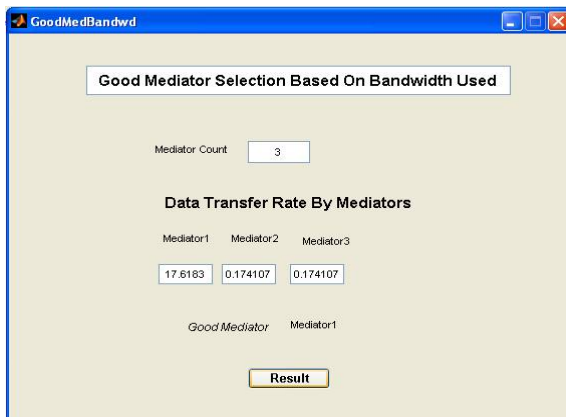 GoodMedBandwd
Good Mediator Selection Based On Bandwidth Used
Mediator Count 3
Data Transfer Rate By Mediators
Mediator1 Mediator2 Mediator3
17.6183 0.174107 0.174107
Good Mediator Mediator1
Result